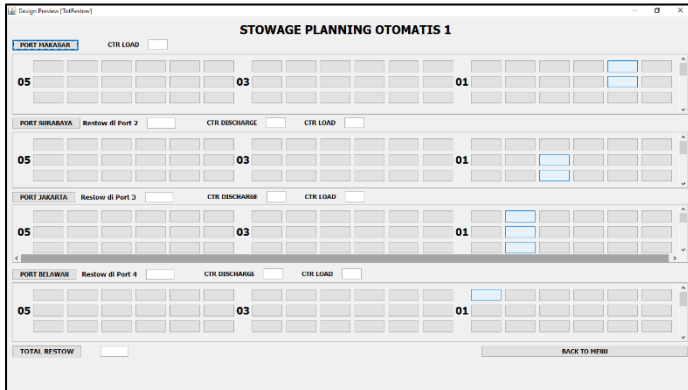 Design Preview [TotRestow]
STOWAGE PLANNING OTOMATIS 1
PORT MAKASAR CTR LOAD
05 03 01
PORT SURABAYA Restow di Port 2 CTR DISCHARGE CTR LOAD
05 03 01
PORT JAKARTA Restow di Port 3 CTR DISCHARGE CTR LOAD
05 03 01
PORT BELAWAN Restow di Port 4 CTR DISCHARGE CTR LOAD
05 03 01
TOTAL RESTOW BACK TO MENU